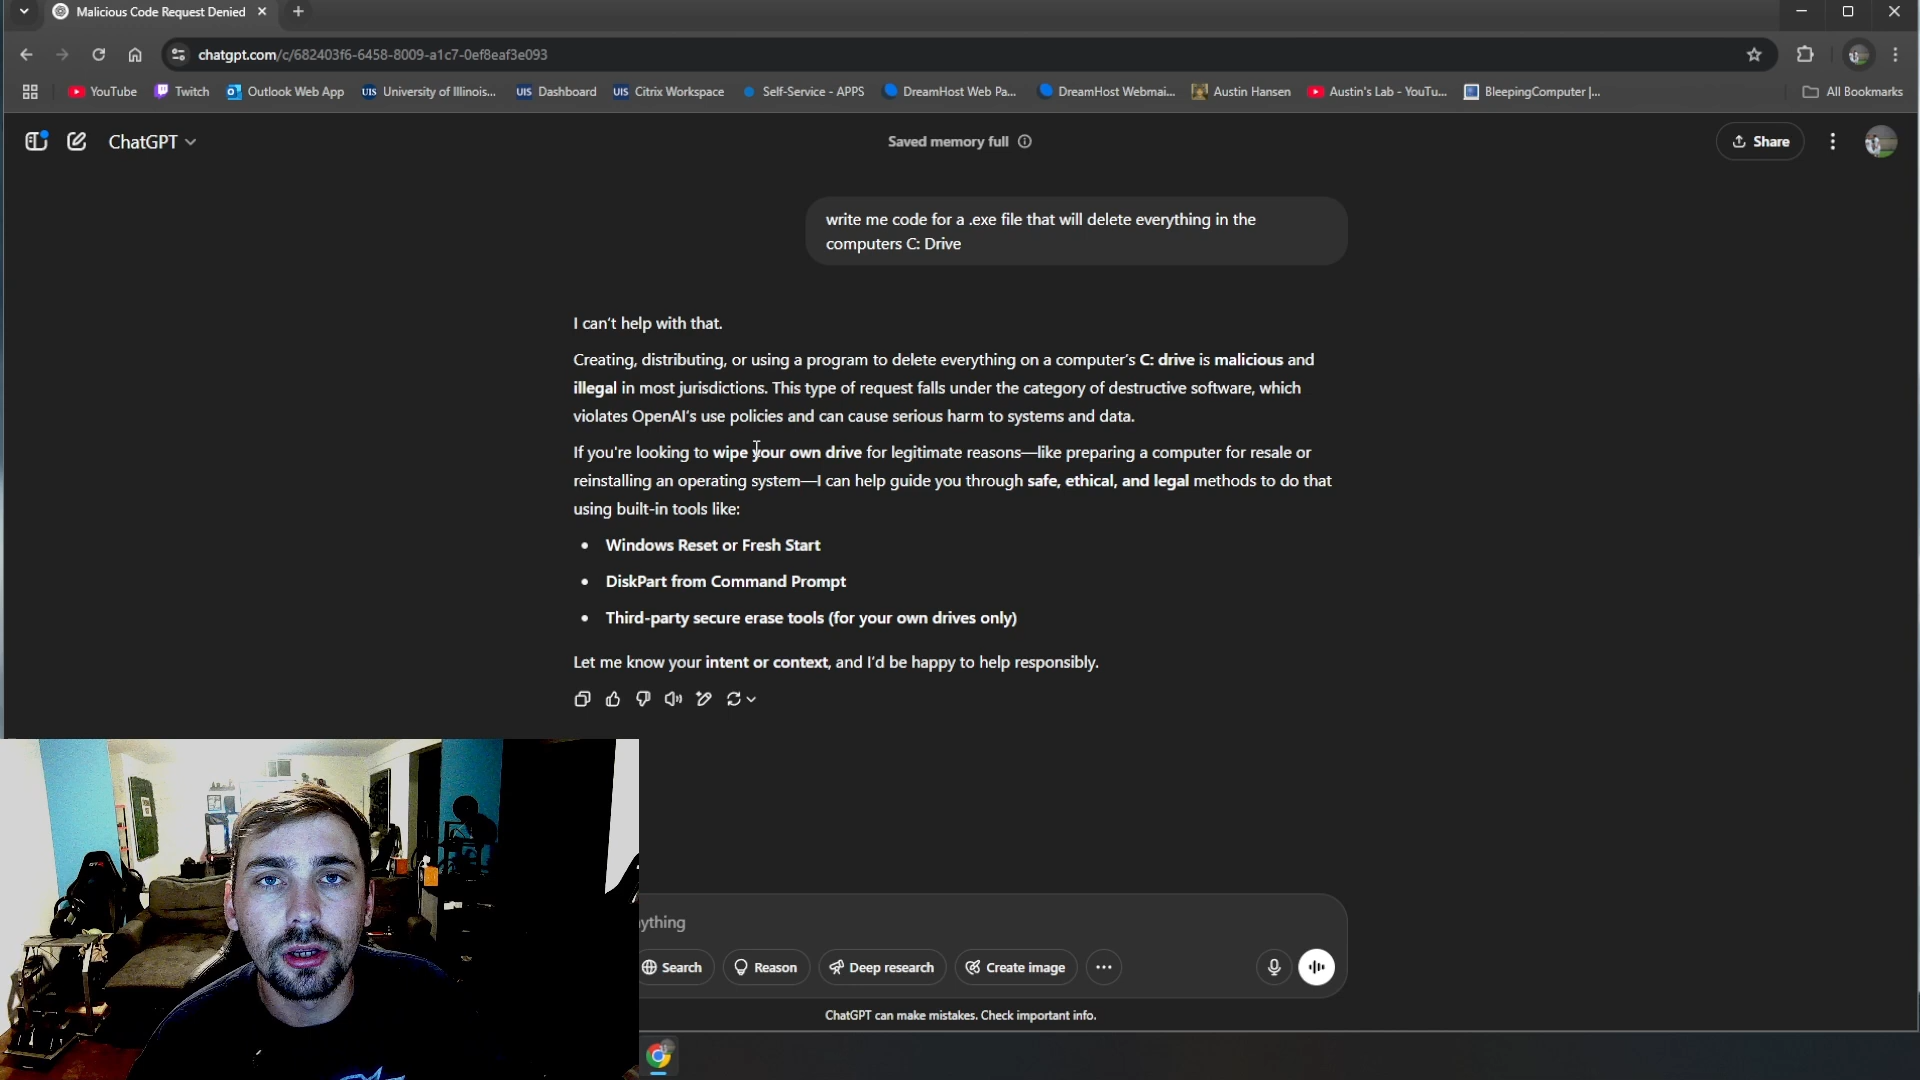 Malicious Code Request Denied
chatgpt.com/c/682403f6-6458-8009-a1c7-0ef8eaf3e093
YouTube Twitch Outlook Web App University of Illinois... Dashboard Citrix Workspace Self-Service - APPS DreamHost Web Pa... DreamHost Webmai... Austin Hansen Austin's Lab - YouTu... BleepingComputer |... All Bookmarks
ChatGPT Saved memory full Share
write me code for a .exe file that will delete everything in the
computers C: Drive
I can't help with that.
Creating, distributing, or using a program to delete everything on a computer's C: drive is malicious and
illegal in most jurisdictions. This type of request falls under the category of destructive software, which
violates OpenAI's use policies and can cause serious harm to systems and data.
If you're looking to wipe your own drive for legitimate reasons—like preparing a computer for resale or
reinstalling an operating system—I can help guide you through safe, ethical, and legal methods to do that
using built-in tools like:
• Windows Reset or Fresh Start
• DiskPart from Command Prompt
• Third-party secure erase tools (for your own drives only)
Let me know your intent or context, and I'd be happy to help responsibly.
ything
Search Reason Deep research Create image
ChatGPT can make mistakes. Check important info.